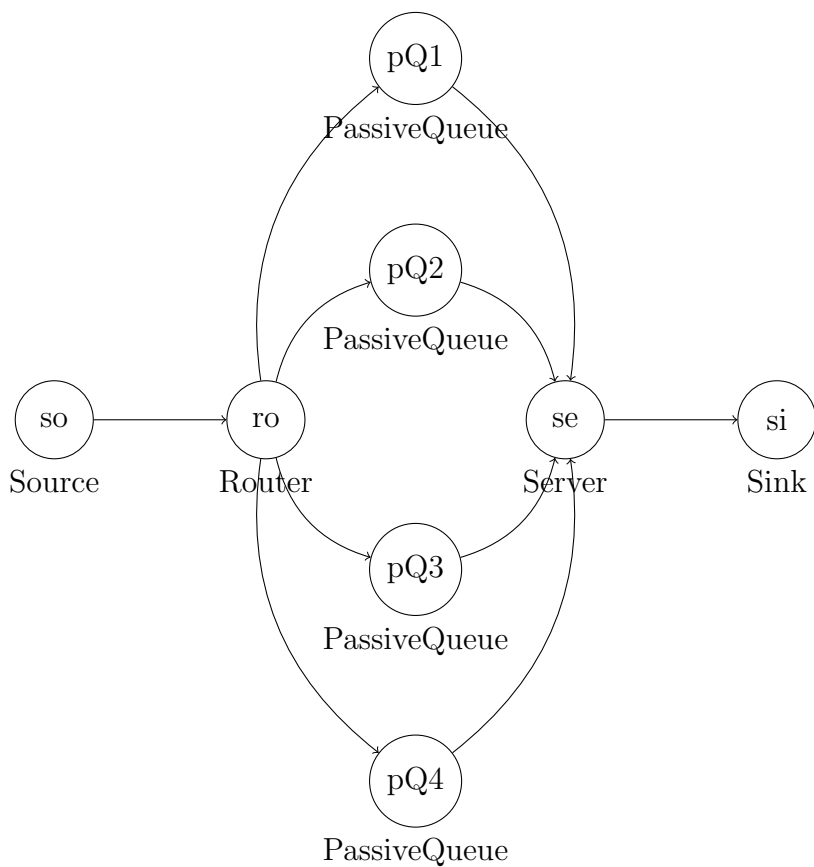 pQ1
PassiveQueue
pQ2
PassiveQueue
so
Source
ro
Router
se
Server
si
Sink
pQ3
PassiveQueue
pQ4
PassiveQueue